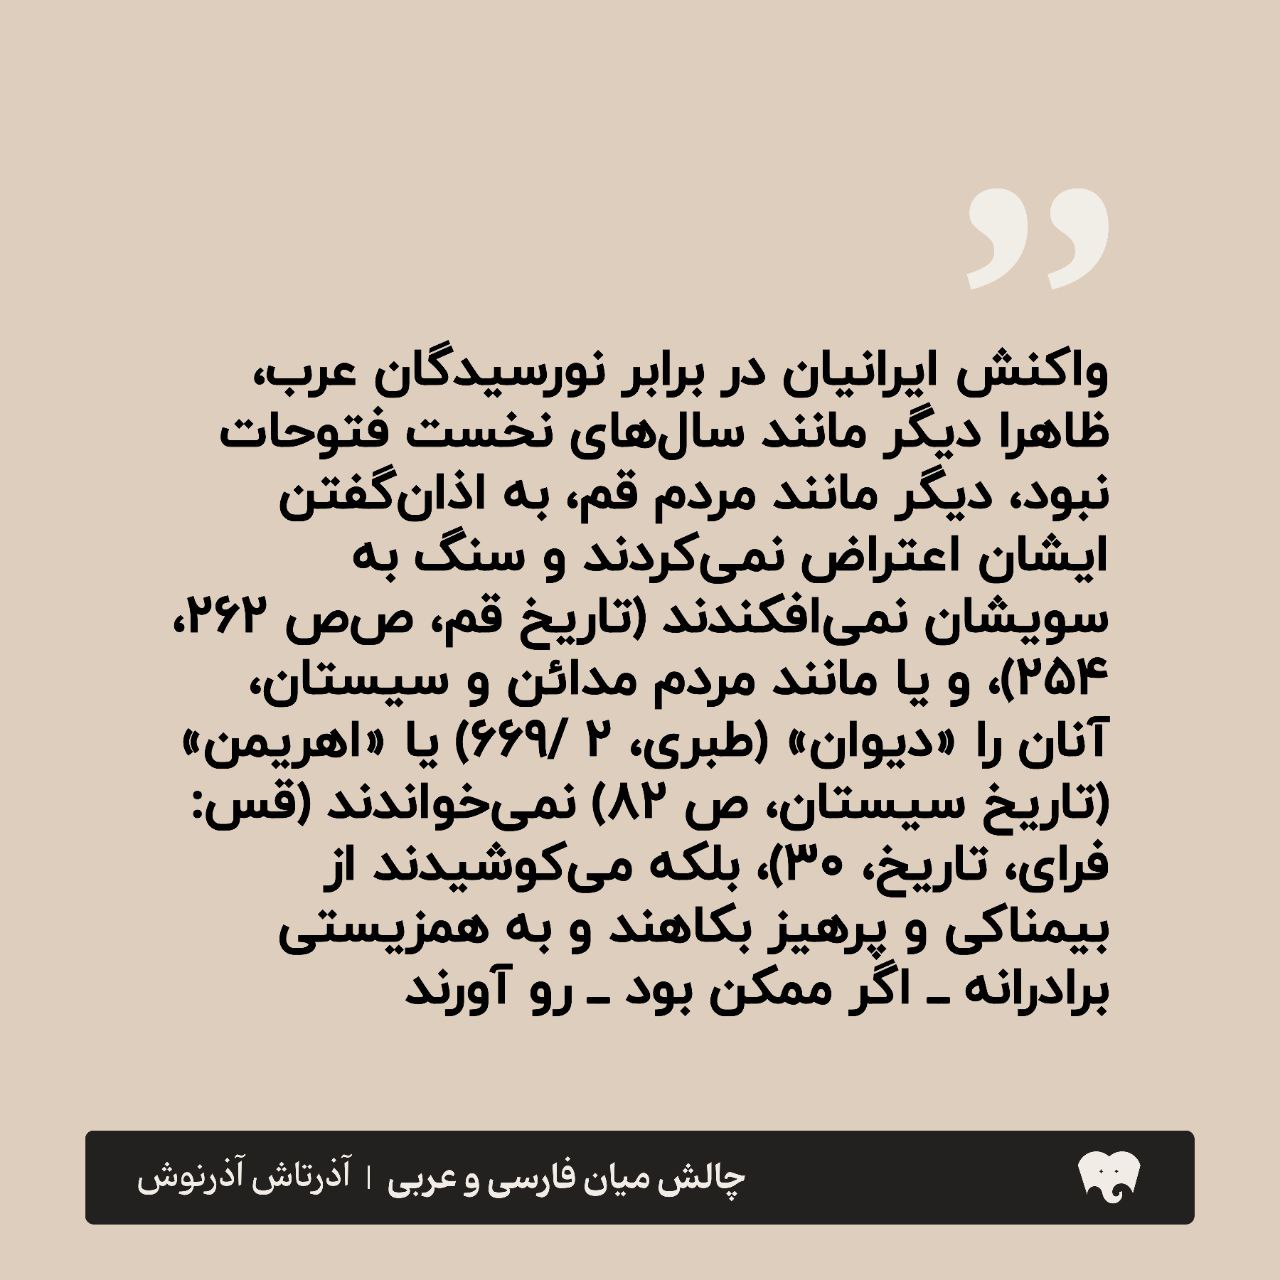 ”
واکنش ایرانیان در برابر نورسیدگان عرب،
ظاهرا دیگر مانند سال‌های نخست فتوحات
نبود، دیگر مانند مردم قم، به اذان‌گفتن
ایشان اعتراض نمی‌کردند و سنگ به
سویشان نمی‌افکندند (تاریخ قم، ص‌ص ۲۶۲،
۲۵۴)، و یا مانند مردم مدائن و سیستان،
آنان را «دیوان» (طبری، ۲ /۶۶۹) یا «اهریمن»
(تاریخ سیستان، ص ۸۲) نمی‌خواندند (قس:
فرای، تاریخ، ۳۰)، بلکه می‌کوشیدند از
بیمناکی و پرهیز بکاهند و به همزیستی
برادرانه ـ اگر ممکن بود ـ رو آورند
چالش میان فارسی و عربی | آذرتاش آذرنوش